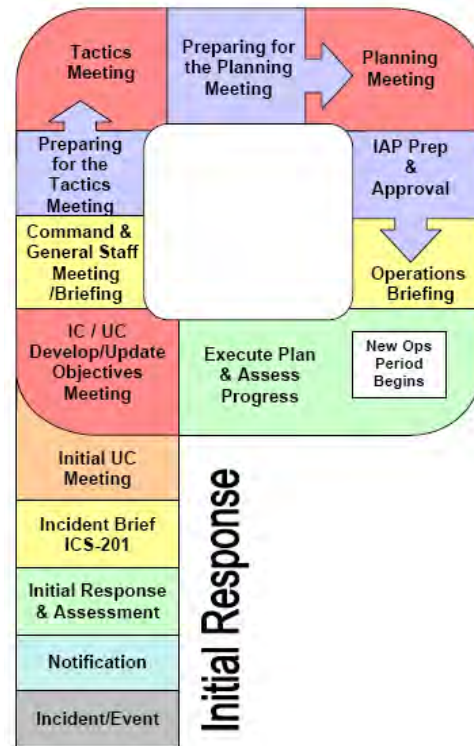 Tactics
Meeting
Preparing for
the Planning
Meeting
Planning
Meeting
Preparing
for the
Tactics
Meeting
IAP Prep
&
Approval
Command &
General Staff
Meeting
/Briefing
Operations
Briefing
IC / UC
Develop/Update
Objectives
Meeting
Execute Plan
& Assess
Progress
New Ops
Period
Begins
Initial UC
Meeting
Incident Brief
ICS-201
Initial Response
& Assessment
Notification
Incident/Event
Initial Response